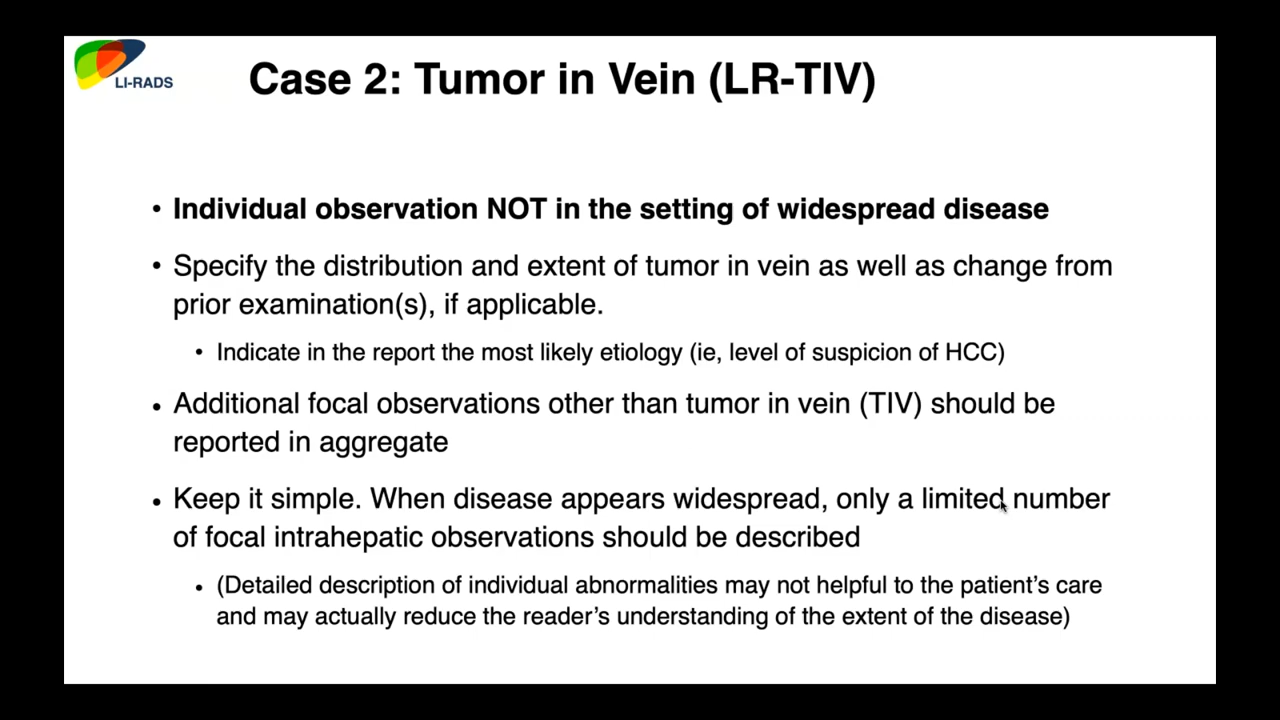 LI-RADS
Case 2: Tumor in Vein (LR-TIV)
• Individual observation NOT in the setting of widespread disease
• Specify the distribution and extent of tumor in vein as well as change from
prior examination(s), if applicable.
• Indicate in the report the most likely etiology (ie, level of suspicion of HCC)
• Additional focal observations other than tumor in vein (TIV) should be
reported in aggregate
• Keep it simple. When disease appears widespread, only a limited number
of focal intrahepatic observations should be described
• (Detailed description of individual abnormalities may not helpful to the patient’s care
and may actually reduce the reader’s understanding of the extent of the disease)